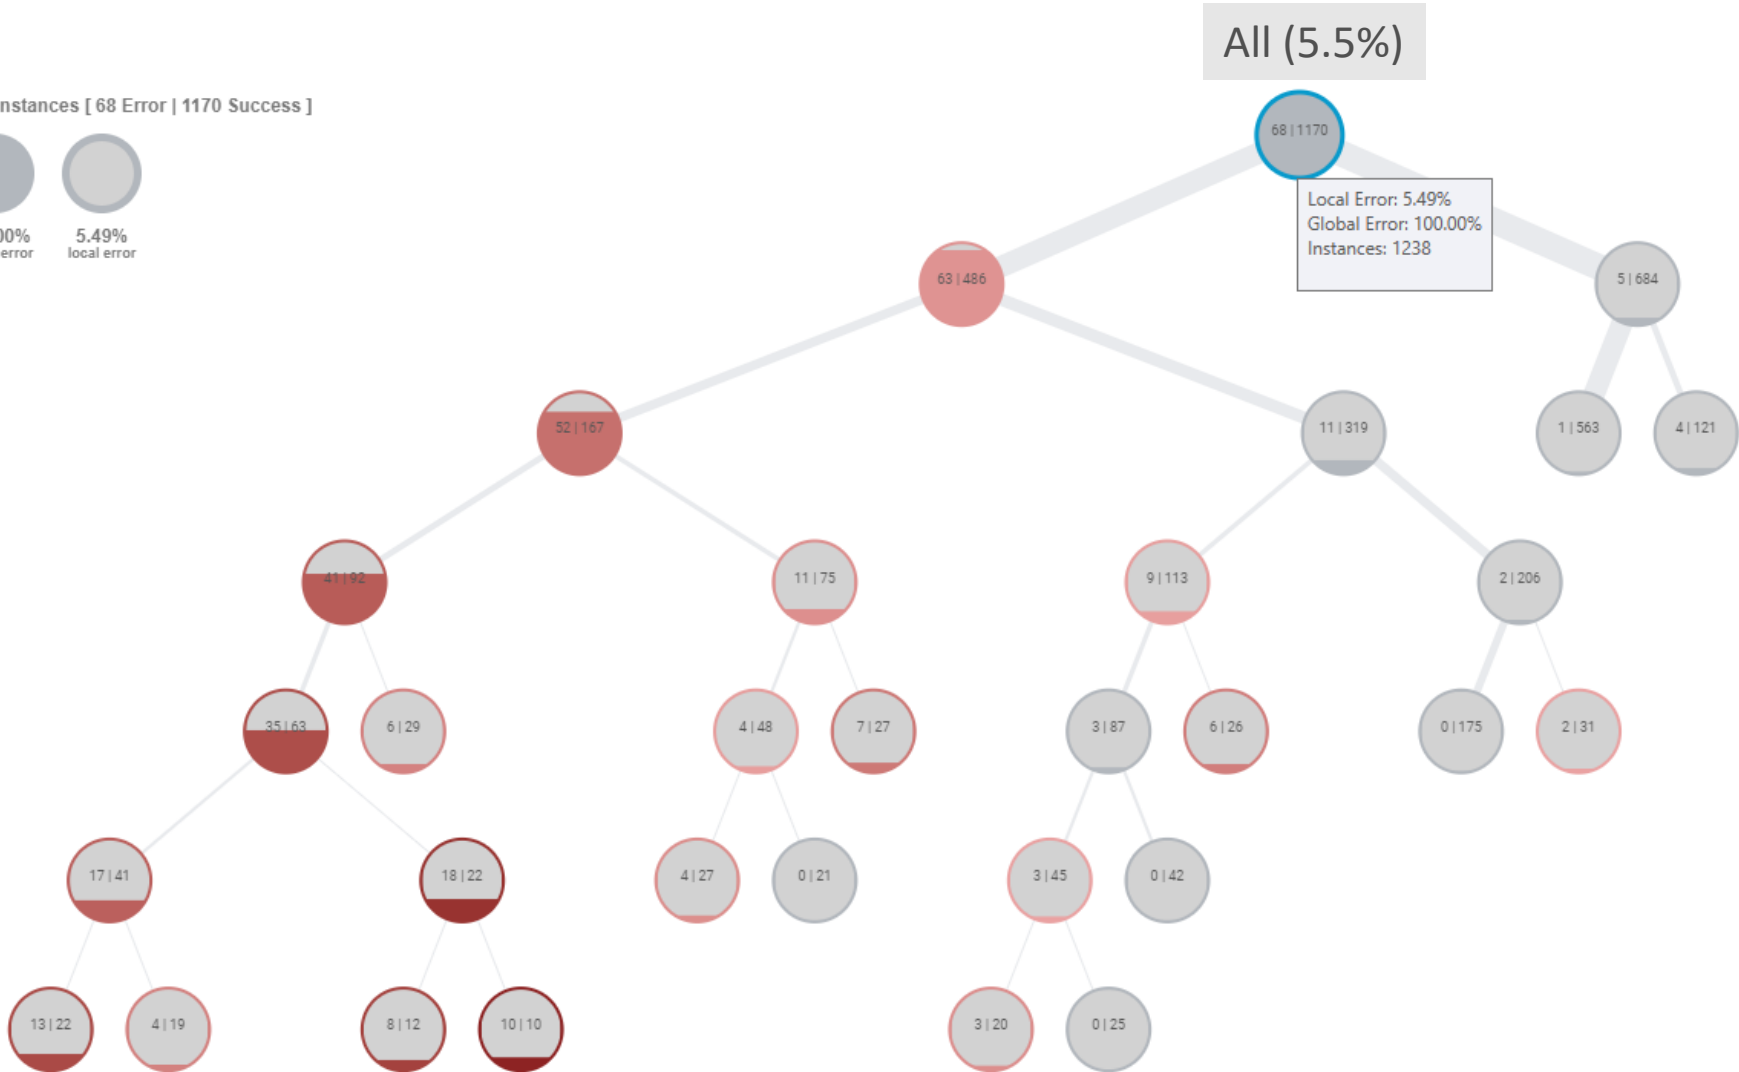 All (5.5%)
nstances [ 68 Error | 1170 Success ]
68 | 1170
00%
error
5.49%
local error
Local Error: 5.49%
Global Error: 100.00%
Instances: 1238
63 | 486
5 | 684
52 | 167
11 | 319
1 | 563
4 | 121
41 | 92
11 | 75
9 | 113
2 | 206
35 | 63
6 | 29
4 | 48
7 | 27
3 | 87
6 | 26
0 | 175
2 | 31
17 | 41
18 | 22
4 | 27
0 | 21
3 | 45
0 | 42
13 | 22
4 | 19
8 | 12
10 | 10
3 | 20
0 | 25